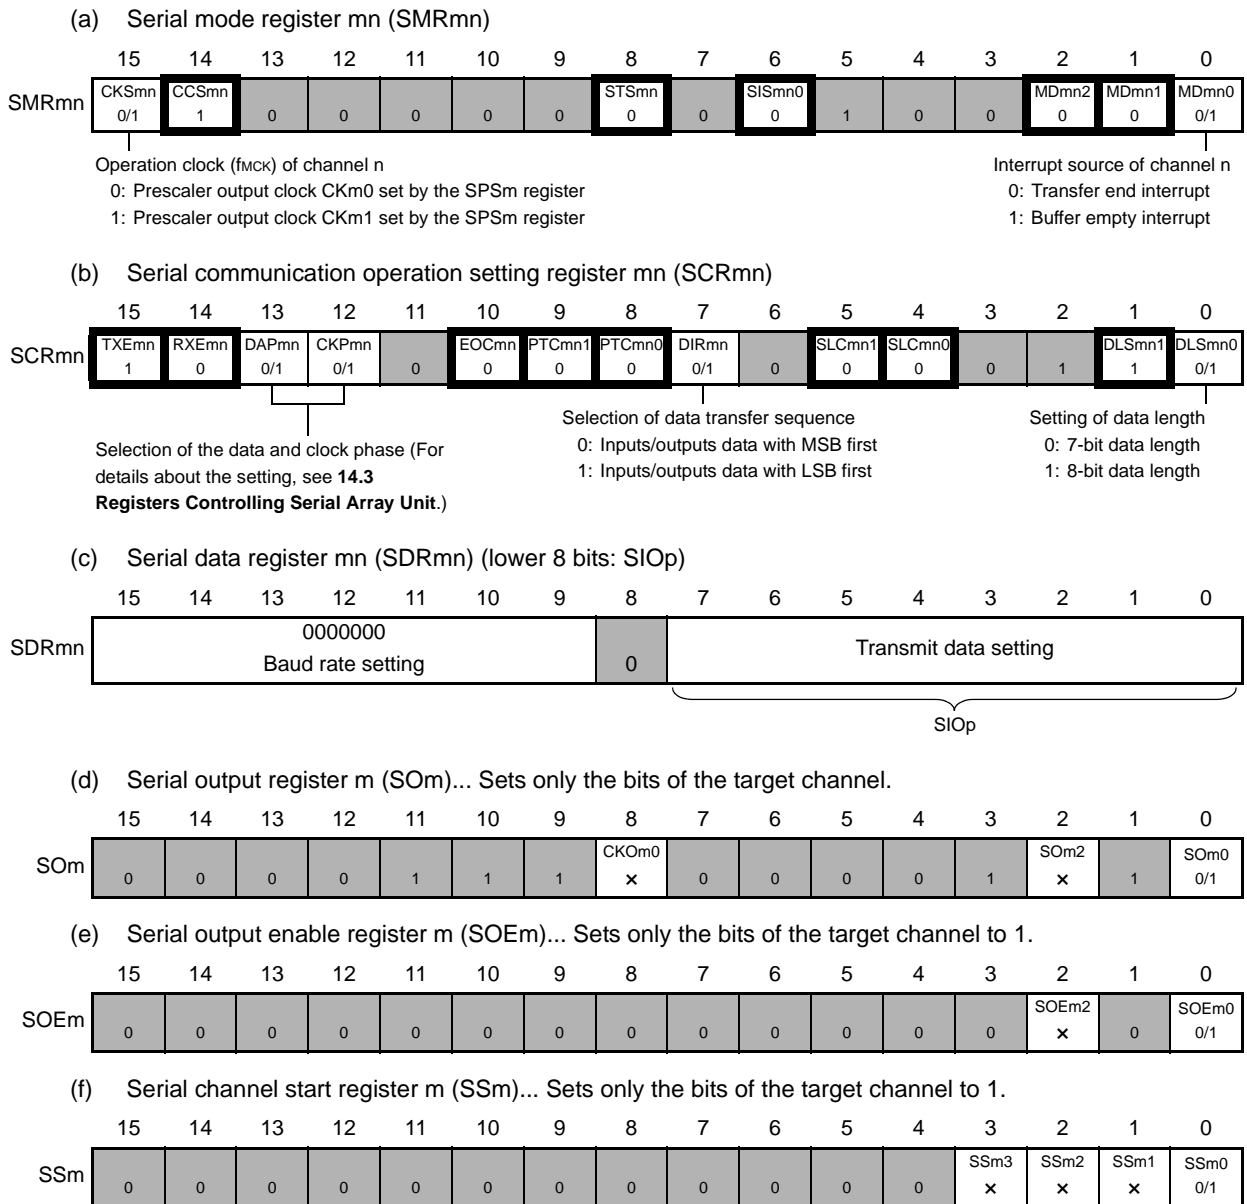 (a) Serial mode register mn (SMRmn)
15 14 13 12 11 10 9 8 7 6 5 4 3 2 1 0
SMRmn
CKSmn CCSmn STSmn SISmn0 MDmn2 MDmn1 MDmn0
0/1 1 0 0 0 0 0 0 0 0 1 0 0 0 0 0/1
Operation clock (fMCK) of channel n
0: Prescaler output clock CKm0 set by the SPSm register
1: Prescaler output clock CKm1 set by the SPSm register
Interrupt source of channel n
0: Transfer end interrupt
1: Buffer empty interrupt
(b) Serial communication operation setting register mn (SCRmn)
15 14 13 12 11 10 9 8 7 6 5 4 3 2 1 0
SCRmn
TXEmn RXEmn DAPmn CKPmn EOCmn PTCmn1 PTCmn0 DIRmn SLCmn1 SLCmn0 DLSmn1 DLSmn0
1 0 0/1 0/1 0 0 0 0 0/1 0 0 0 0 1 1 0/1
Selection of the data and clock phase (For
details about the setting, see 14.3
Registers Controlling Serial Array Unit.)
Selection of data transfer sequence
0: Inputs/outputs data with MSB first
1: Inputs/outputs data with LSB first
Setting of data length
0: 7-bit data length
1: 8-bit data length
(c) Serial data register mn (SDRmn) (lower 8 bits: SIOp)
15 14 13 12 11 10 9 8 7 6 5 4 3 2 1 0
SDRmn
0000000
Baud rate setting
0
Transmit data setting
SIOp
(d) Serial output register m (SOm)... Sets only the bits of the target channel.
15 14 13 12 11 10 9 8 7 6 5 4 3 2 1 0
SOm
CKOm0 SOm2 SOm0
0 0 0 0 1 1 1 × 0 0 0 0 1 × 1 0/1
(e) Serial output enable register m (SOEm)... Sets only the bits of the target channel to 1.
15 14 13 12 11 10 9 8 7 6 5 4 3 2 1 0
SOEm
SOEm2 SOEm0
0 0 0 0 0 0 0 0 0 0 0 0 0 × 0 0/1
(f) Serial channel start register m (SSm)... Sets only the bits of the target channel to 1.
15 14 13 12 11 10 9 8 7 6 5 4 3 2 1 0
SSm
SSm3 SSm2 SSm1 SSm0
0 0 0 0 0 0 0 0 0 0 0 0 × × × 0/1